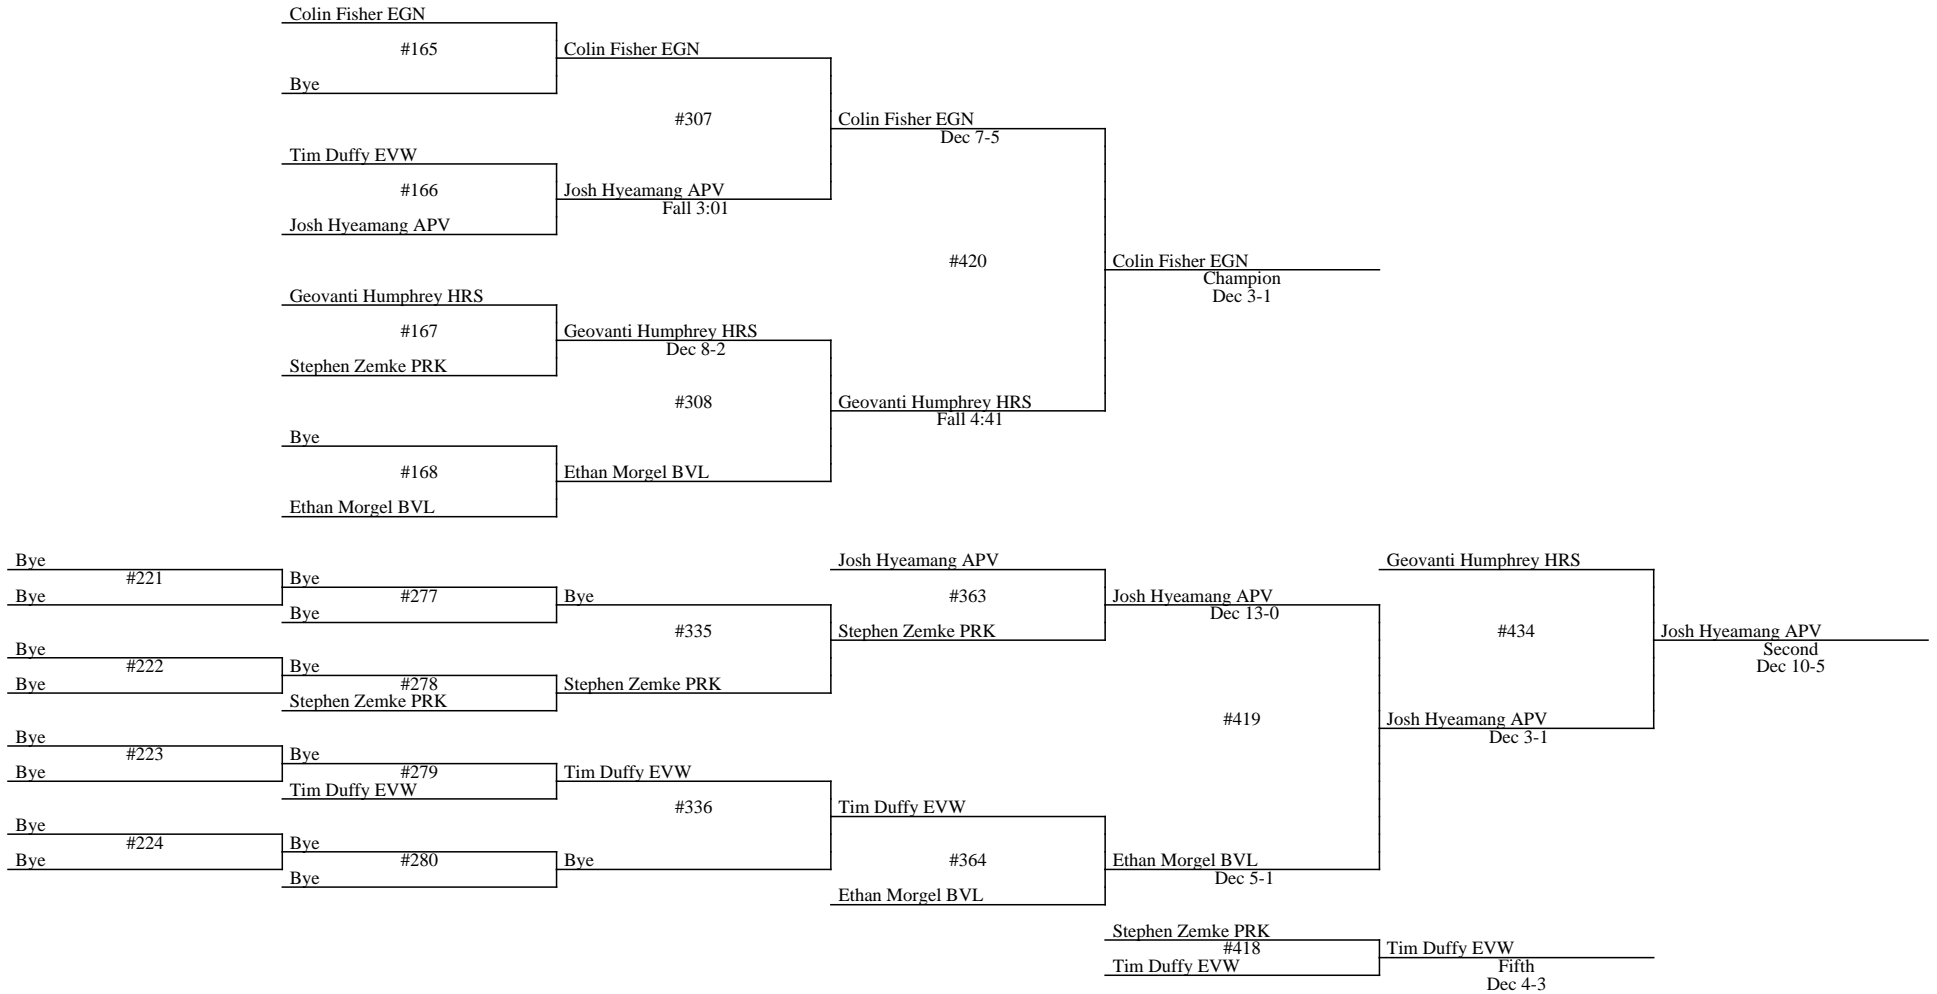 Colin Fisher EGN
#165
Colin Fisher EGN
Bye
#307
Colin Fisher EGN
Dec 7-5
Tim Duffy EVW
#166
Josh Hyeamang APV
Fall 3:01
Josh Hyeamang APV
#420
Colin Fisher EGN
Champion
Dec 3-1
Geovanti Humphrey HRS
#167
Geovanti Humphrey HRS
Dec 8-2
Stephen Zemke PRK
#308
Geovanti Humphrey HRS
Fall 4:41
Bye
#168
Ethan Morgel BVL
Ethan Morgel BVL
Bye
#221
Bye
Bye
#277
Bye
Bye
#335
Bye
#222
Bye
Bye
#278
Stephen Zemke PRK
Stephen Zemke PRK
Josh Hyeamang APV
#363
Stephen Zemke PRK
Josh Hyeamang APV
Dec 13-0
Geovanti Humphrey HRS
#434
Josh Hyeamang APV
Second
Dec 10-5
#419
Josh Hyeamang APV
Dec 3-1
Bye
#223
Bye
Bye
#279
Tim Duffy EVW
Tim Duffy EVW
#336
Tim Duffy EVW
Bye
#224
Bye
Bye
#280
Bye
Bye
#364
Ethan Morgel BVL
Dec 5-1
Ethan Morgel BVL
Stephen Zemke PRK
#418
Tim Duffy EVW
Tim Duffy EVW
Fifth
Dec 4-3